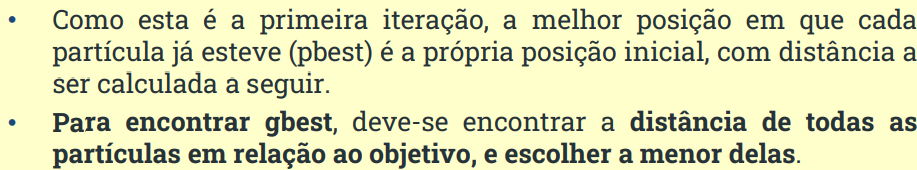 • Como esta é a primeira iteração, a melhor posição em que cada
partícula já esteve (pbest) é a própria posição inicial, com distância a
ser calculada a seguir.
• Para encontrar gbest, deve-se encontrar a distância de todas as
partículas em relação ao objetivo, e escolher a menor delas.